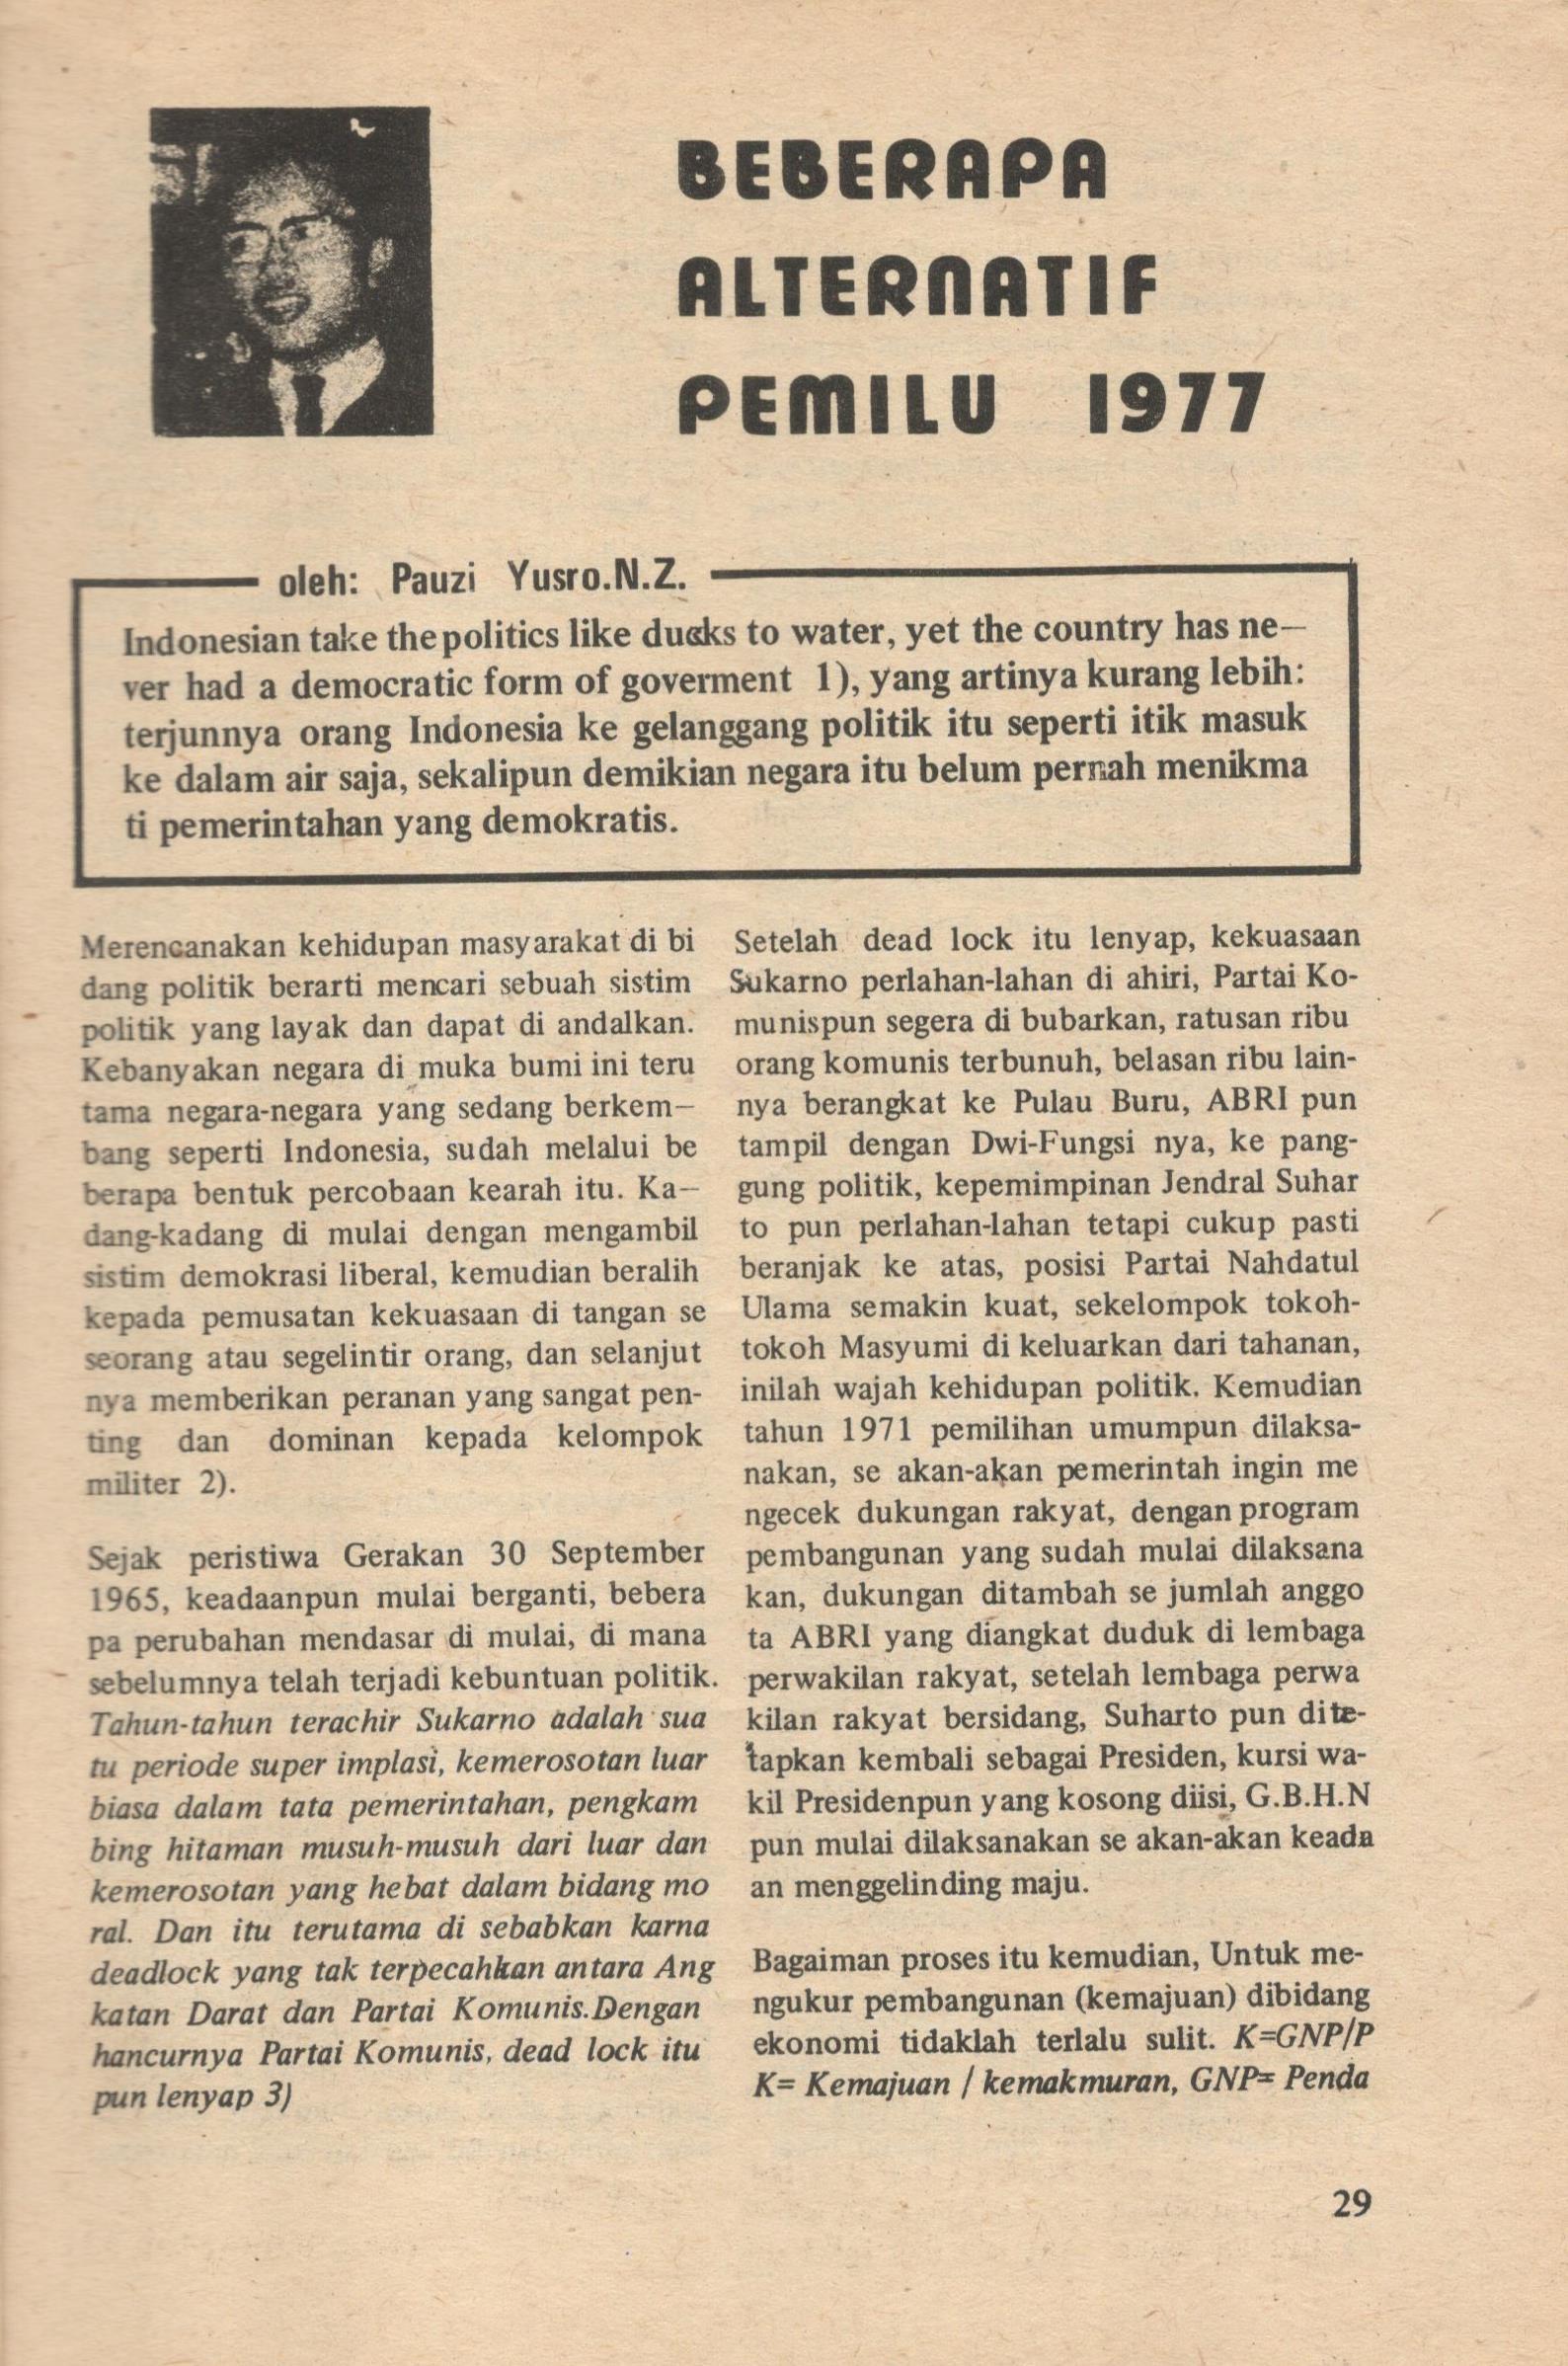 BEBERAPA
ALTERNATIF
PEMILU 1977
oleh: Pauzi Yusro.N.Z.
Indonesian take the politics like ducks to water, yet the country has ne—
ver had a democratic form of goverment 1), yang artinya kurang lebih:
terjunnya orang Indonesia ke gelanggang politik itu seperti itik masuk
ke dalam air saja, sekalipun demikian negara itu belum pernah menikma
ti pemerintahan yang demokratis.
Merencanakan kehidupan masyarakat di bi
dang politik berarti mencari sebuah sistim
politik yang layak dan dapat di andalkan.
Kebanyakan negara di muka bumi ini teru
tama negara-negara yang sedang berkem—
bang seperti Indonesia, sudah melalui be
berapa bentuk percobaan kearah itu. Ka—
dang-kadang di mulai dengan mengambil
sistim demokrasi liberal, kemudian beralih
kepada pemusatan kekuasaan di tangan se
seorang atau segelintir orang, dan selanjut
nya memberikan peranan yang sangat pen-
ting dan dominan kepada kelompok
militer 2).
Sejak peristiwa Gerakan 30 September
1965, keadaanpun mulai berganti, bebera
pa perubahan mendasar di mulai, di mana
sebelumnya telah terjadi kebuntuan politik.
Tahun-tahun terachir Sukarno adalah sua
tu periode super implasi, kemerosotan luar
biasa dalam tata pemerintahan, pengkam
bing hitaman musuh-musuh dari luar dan
kemerosotan yang hebat dalam bidang mo
ral. Dan itu terutama di sebabkan karna
deadlock yang tak terpecahkan antara Ang
katan Darat dan Partai Komunis.Dengan
hancurnya Partai Komunis, dead lock itu
pun lenyap 3)
Setelah dead lock itu lenyap, kekuasaan
Sukarno perlahan-lahan di ahiri, Partai Ko-
munispun segera di bubarkan, ratusan ribu
orang komunis terbunuh, belasan ribu lain-
nya berangkat ke Pulau Buru, ABRI pun
tampil dengan Dwi-Fungsi nya, ke pang-
gung politik, kepemimpinan Jendral Suhar
to pun perlahan-lahan tetapi cukup pasti
beranjak ke atas, posisi Partai Nahdatul
Ulama semakin kuat, sekelompok tokoh-
tokoh Masyumi di keluarkan dari tahanan,
inilah wajah kehidupan politik. Kemudian
tahun 1971 pemilihan umumpun dilaksa-
nakan, se akan-akan pemerintah ingin me
ngecek dukungan rakyat, dengan program
pembangunan yang sudah mulai dilaksana
kan, dukungan ditambah se jumlah anggo
ta ABRI yang diangkat duduk di lembaga
perwakilan rakyat, setelah lembaga perwa
kilan rakyat bersidang, Suharto pun dite-
tapkan kembali sebagai Presiden, kursi wa-
kil Presidenpun yang kosong diisi, G.B.H.N
pun mulai dilaksanakan se akan-akan keada
an menggelinding maju.
Bagaiman proses itu kemudian, Untuk me-
ngukur pembangunan (kemajuan) dibidang
ekonomi tidaklah terlalu sulit. K=GNP/P
K= Kemajuan / kemakmuran, GNP= Penda
29